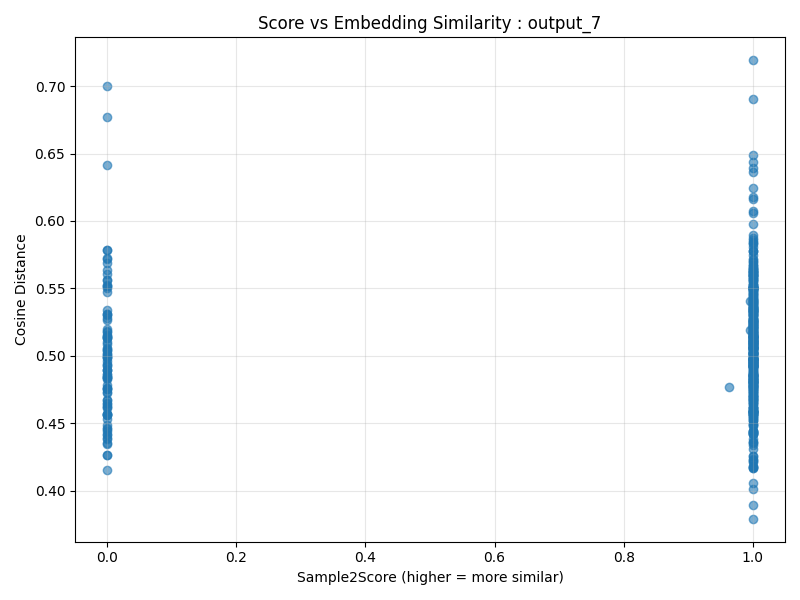 Score vs Embedding Similarity : output_7
Cosine Distance
0.70
0.65
0.60
0.55
0.50
0.45
0.40
0.0 0.2 0.4 0.6 0.8 1.0
Sample2Score (higher = more similar)